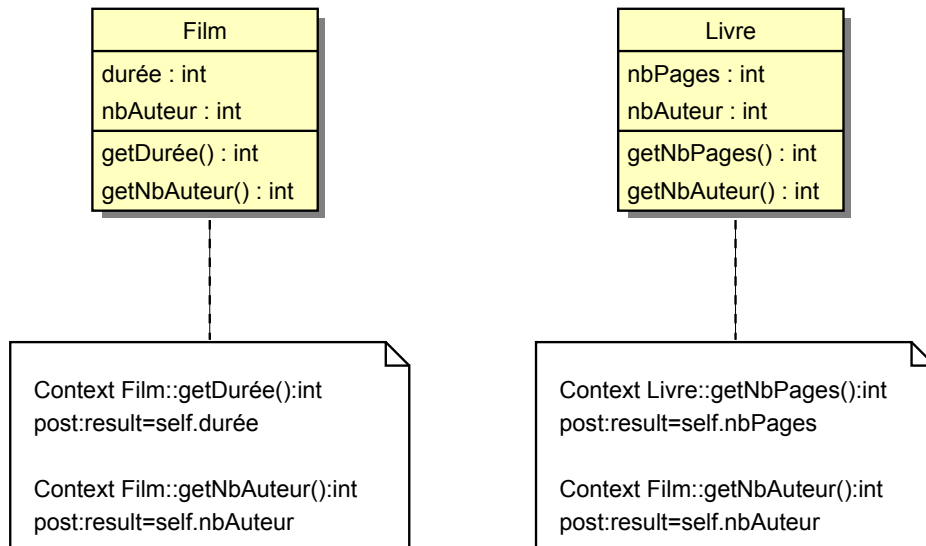 Film
durée : int
nbAuteur : int
getDurée() : int
getNbAuteur() : int
Context Film::getDurée():int
post:result=self.durée
Context Film::getNbAuteur():int
post:result=self.nbAuteur
Livre
nbPages : int
nbAuteur : int
getNbPages() : int
getNbAuteur() : int
Context Livre::getNbPages():int
post:result=self.nbPages
Context Film::getNbAuteur():int
post:result=self.nbAuteur